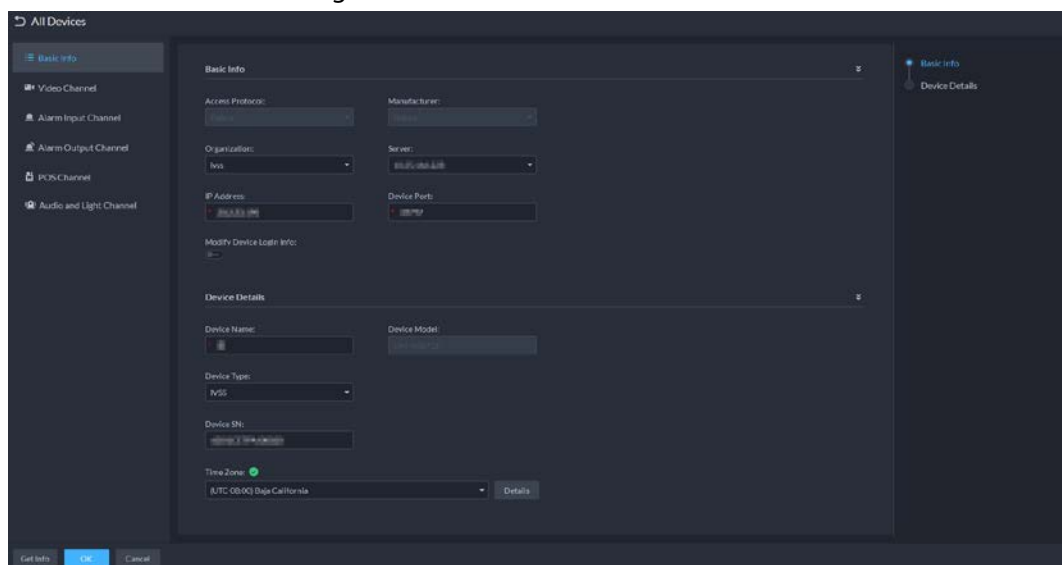 All Devices
Basic Info
Video Channel
Alarm Input Channel
Alarm Output Channel
POS Channel
Audio and Light Channel
Basic Info
Access Protocol:
Manufacturer:
Organization:
Server:
IP Address:
Device Port:
Modify Device Login Info:
Device Details
Device Name:
Device Model:
Device Type:
IVSS
Device SN:
Time Zone:
(UTC-08:00) Baja California
Details
Basic Info
Device Details
Get Info
OK
Cancel